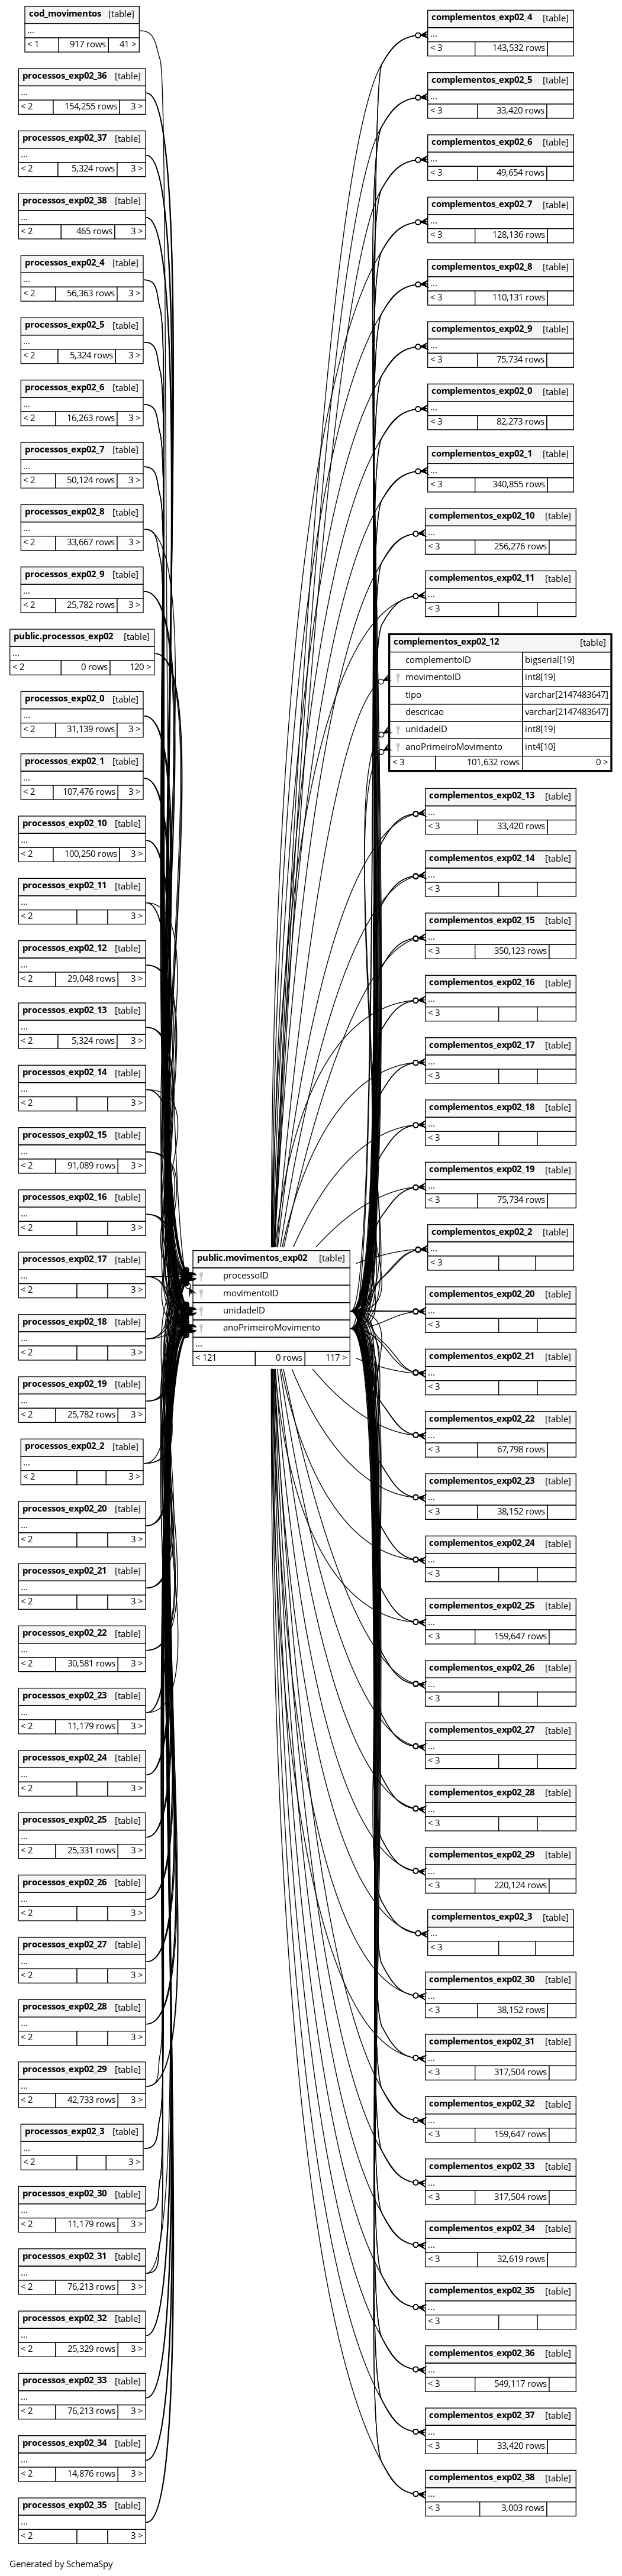 cod_movimentos [table]
...
< 1 917 rows 41 >
processos_exp02_36 [table]
...
< 2 154,255 rows 3 >
processos_exp02_37 [table]
...
< 2 5,324 rows 3 >
processos_exp02_38 [table]
...
< 2 465 rows 3 >
processos_exp02_4 [table]
...
< 2 56,363 rows 3 >
processos_exp02_5 [table]
...
< 2 5,324 rows 3 >
processos_exp02_6 [table]
...
< 2 16,263 rows 3 >
processos_exp02_7 [table]
...
< 2 50,124 rows 3 >
processos_exp02_8 [table]
...
< 2 33,667 rows 3 >
processos_exp02_9 [table]
...
< 2 25,782 rows 3 >
public.processos_exp02 [table]
...
< 2 0 rows 120 >
processos_exp02_0 [table]
...
< 2 31,139 rows 3 >
processos_exp02_1 [table]
...
< 2 107,476 rows 3 >
processos_exp02_10 [table]
...
< 2 100,250 rows 3 >
processos_exp02_11 [table]
...
< 2 3 >
processos_exp02_12 [table]
...
< 2 29,048 rows 3 >
processos_exp02_13 [table]
...
< 2 5,324 rows 3 >
processos_exp02_14 [table]
...
< 2 3 >
processos_exp02_15 [table]
...
< 2 91,089 rows 3 >
processos_exp02_16 [table]
...
< 2 3 >
processos_exp02_17 [table]
...
< 2 3 >
processos_exp02_18 [table]
...
< 2 3 >
processos_exp02_19 [table]
...
< 2 25,782 rows 3 >
processos_exp02_2 [table]
...
< 2 3 >
processos_exp02_20 [table]
...
< 2 3 >
processos_exp02_21 [table]
...
< 2 3 >
processos_exp02_22 [table]
...
< 2 30,581 rows 3 >
processos_exp02_23 [table]
...
< 2 11,179 rows 3 >
processos_exp02_24 [table]
...
< 2 3 >
processos_exp02_25 [table]
...
< 2 25,331 rows 3 >
processos_exp02_26 [table]
...
< 2 3 >
processos_exp02_27 [table]
...
< 2 3 >
processos_exp02_28 [table]
...
< 2 3 >
processos_exp02_29 [table]
...
< 2 42,733 rows 3 >
processos_exp02_3 [table]
...
< 2 3 >
processos_exp02_30 [table]
...
< 2 11,179 rows 3 >
processos_exp02_31 [table]
...
< 2 76,213 rows 3 >
processos_exp02_32 [table]
...
< 2 25,329 rows 3 >
processos_exp02_33 [table]
...
< 2 76,213 rows 3 >
processos_exp02_34 [table]
...
< 2 14,876 rows 3 >
processos_exp02_35 [table]
...
< 2 3 >
public.movimentos_exp02 [table]
processoID
movimentoID
unidadeID
anoPrimeiroMovimento
...
< 121 0 rows 117 >
complementos_exp02_4 [table]
...
< 3 143,532 rows
complementos_exp02_5 [table]
...
< 3 33,420 rows
complementos_exp02_6 [table]
...
< 3 49,654 rows
complementos_exp02_7 [table]
...
< 3 128,136 rows
complementos_exp02_8 [table]
...
< 3 110,131 rows
complementos_exp02_9 [table]
...
< 3 75,734 rows
complementos_exp02_0 [table]
...
< 3 82,273 rows
complementos_exp02_1 [table]
...
< 3 340,855 rows
complementos_exp02_10 [table]
...
< 3 256,276 rows
complementos_exp02_11 [table]
...
< 3
complementos_exp02_12 [table]
complementoID bigserial[19]
movimentoID int8[19]
tipo varchar[2147483647]
descricao varchar[2147483647]
unidadeID int8[19]
anoPrimeiroMovimento int4[10]
< 3 101,632 rows 0 >
complementos_exp02_13 [table]
...
< 3 33,420 rows
complementos_exp02_14 [table]
...
< 3
complementos_exp02_15 [table]
...
< 3 350,123 rows
complementos_exp02_16 [table]
...
< 3
complementos_exp02_17 [table]
...
< 3
complementos_exp02_18 [table]
...
< 3
complementos_exp02_19 [table]
...
< 3 75,734 rows
complementos_exp02_2 [table]
...
< 3
complementos_exp02_20 [table]
...
< 3
complementos_exp02_21 [table]
...
< 3
complementos_exp02_22 [table]
...
< 3 67,798 rows
complementos_exp02_23 [table]
...
< 3 38,152 rows
complementos_exp02_24 [table]
...
< 3
complementos_exp02_25 [table]
...
< 3 159,647 rows
complementos_exp02_26 [table]
...
< 3
complementos_exp02_27 [table]
...
< 3
complementos_exp02_28 [table]
...
< 3
complementos_exp02_29 [table]
...
< 3 220,124 rows
complementos_exp02_3 [table]
...
< 3
complementos_exp02_30 [table]
...
< 3 38,152 rows
complementos_exp02_31 [table]
...
< 3 317,504 rows
complementos_exp02_32 [table]
...
< 3 159,647 rows
complementos_exp02_33 [table]
...
< 3 317,504 rows
complementos_exp02_34 [table]
...
< 3 32,619 rows
complementos_exp02_35 [table]
...
< 3
complementos_exp02_36 [table]
...
< 3 549,117 rows
complementos_exp02_37 [table]
...
< 3 33,420 rows
complementos_exp02_38 [table]
...
< 3 3,003 rows
Generated by SchemaSpy